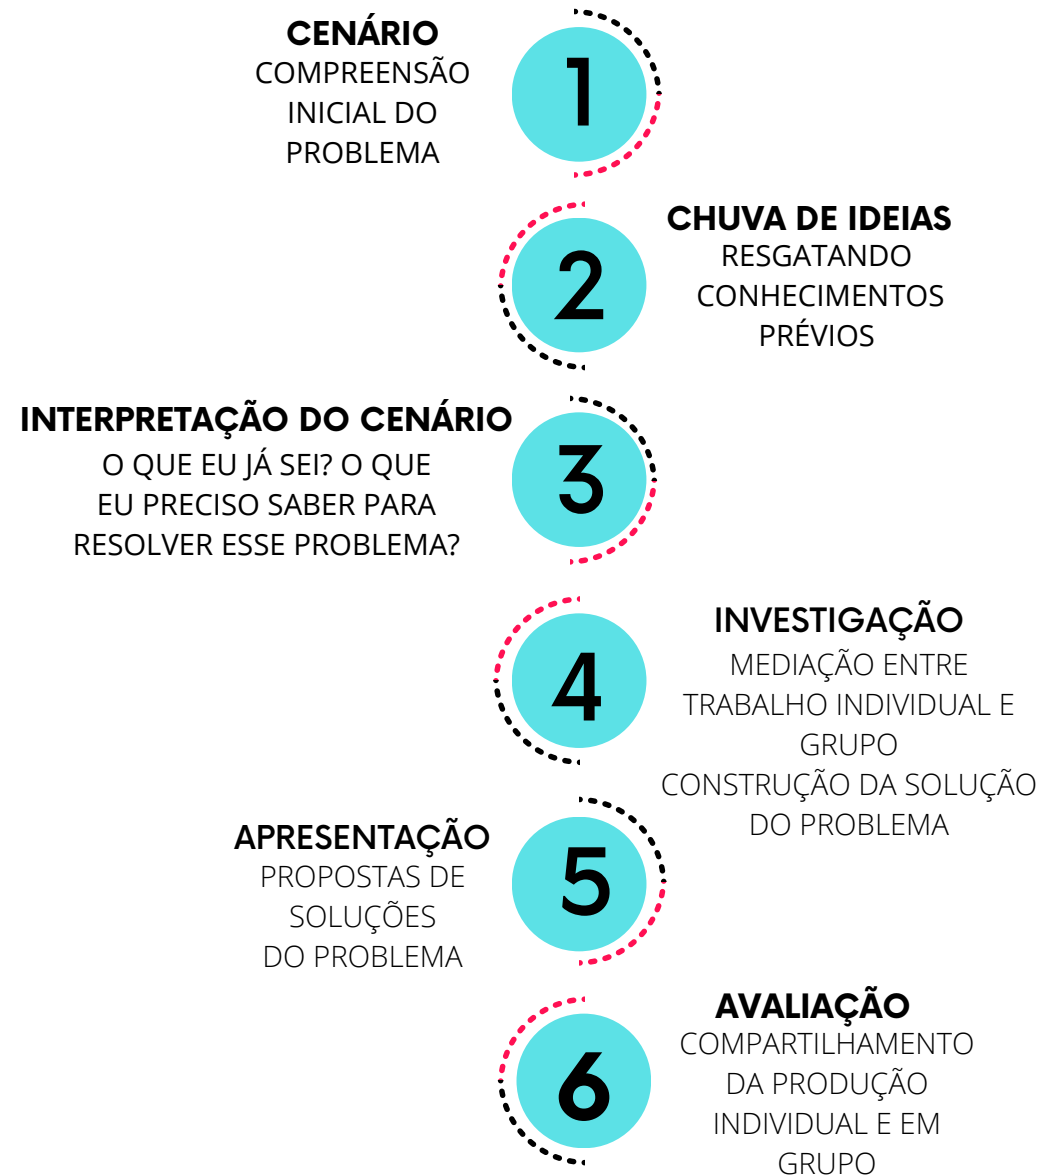 CENÁRIO
COMPREENSÃO
INICIAL DO
PROBLEMA
1
CHUVA DE IDEIAS
RESGATANDO
CONHECIMENTOS
PRÉVIOS
2
INTERPRETAÇÃO DO CENÁRIO
O QUE EU JÁ SEI? O QUE
EU PRECISO SABER PARA
RESOLVER ESSE PROBLEMA?
3
INVESTIGAÇÃO
MEDIAÇÃO ENTRE
TRABALHO INDIVIDUAL E
GRUPO
CONSTRUÇÃO DA SOLUÇÃO
DO PROBLEMA
4
APRESENTAÇÃO
PROPOSTAS DE
SOLUÇÕES
DO PROBLEMA
5
AVALIAÇÃO
COMPARTILHAMENTO
DA PRODUÇÃO
INDIVIDUAL E EM
GRUPO
6